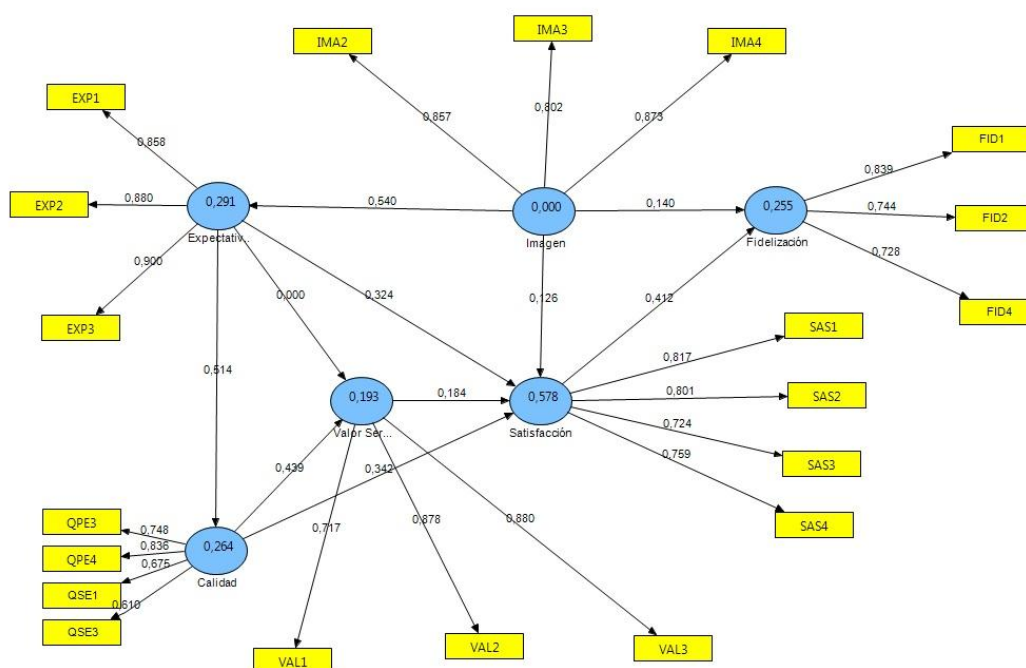 IMA2
IMA3
IMA4
EXP1
0,857
0,802
0,873
0,858
FID1
0,839
EXP2
0,880
0,291
0,540
0,000
0,140
0,255
0,744
FID2
Expectativ...
Imagen
Fidelización
0,900
0,728
0,000
0,324
0,126
0,412
FID4
EXP3
SAS1
0,514
0,817
0,193
0,184
0,578
0,801
SAS2
Valor Ser...
Satisfacción
0,724
0,439
0,342
0,759
SAS3
QPE3
0,748
0,717
0,878
0,880
SAS4
0,264
QPE4
0,836
Calidad
QSE1
0,675
0,610
QSE3
VAL1
VAL2
VAL3